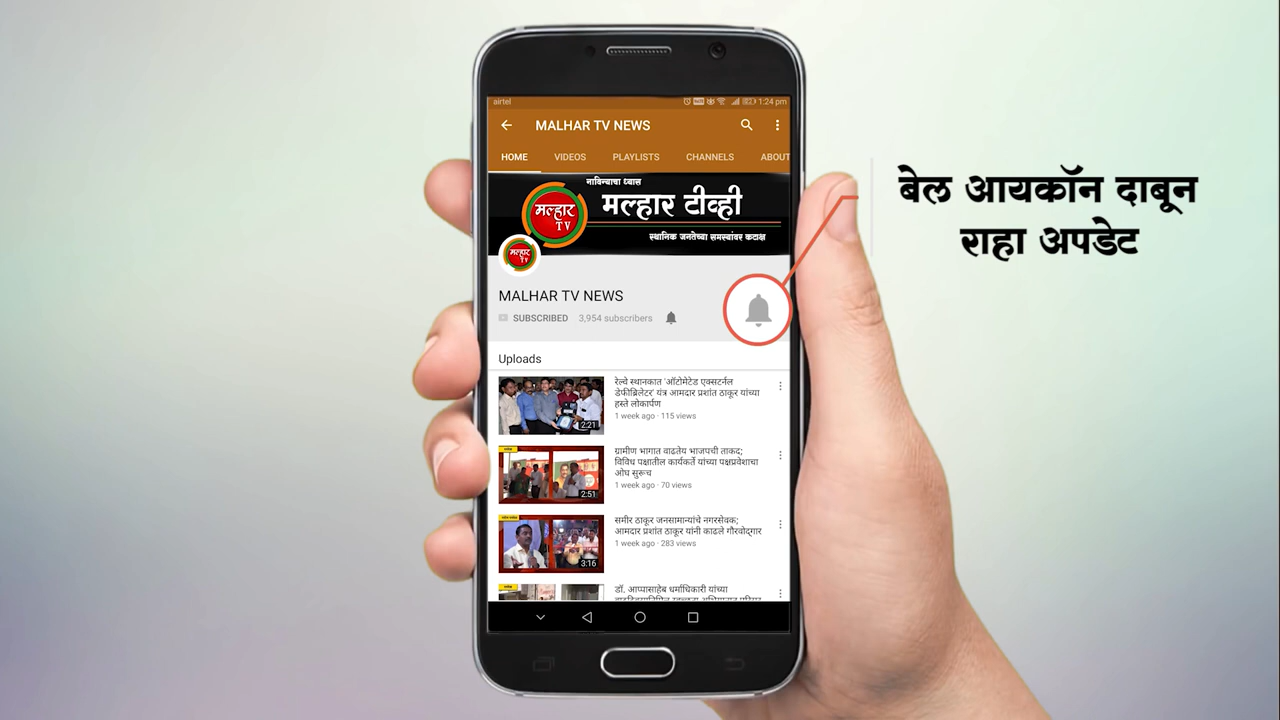 airtel
1:24 pm
MALHAR TV NEWS
HOME VIDEOS PLAYLISTS CHANNELS ABOUT
नाविन्याचा ध्यास
मल्हार टीव्ही
मल्हार
TV
स्थानिक जनतेच्या समस्यांवर कटाक्ष
मल्हार
TV
MALHAR TV NEWS
SUBSCRIBED 3,954 subscribers
बेल आयकॉन दाबून
राहा अपडेट
Uploads
रेल्वे स्थानकात 'ऑटोमेटेड एक्सटर्नल
डेफीब्रिलेटर' यंत्र आमदार प्रशांत ठाकूर यांच्या
हस्ते लोकार्पण
1 week ago · 115 views
2:21
ग्रामीण भागात वाढतेय भाजपची ताकद;
विविध पक्षातील कार्यकर्ते यांच्या पक्षप्रवेशाचा
ओघ सुरूच
1 week ago · 70 views
2:51
समीर ठाकूर जनसामान्यांचे नगरसेवक;
आमदार प्रशांत ठाकूर यांनी काढले गौरवोद्गार
1 week ago · 283 views
3:16
डॉ. आप्पासाहेब धर्माधिकारी यांच्या